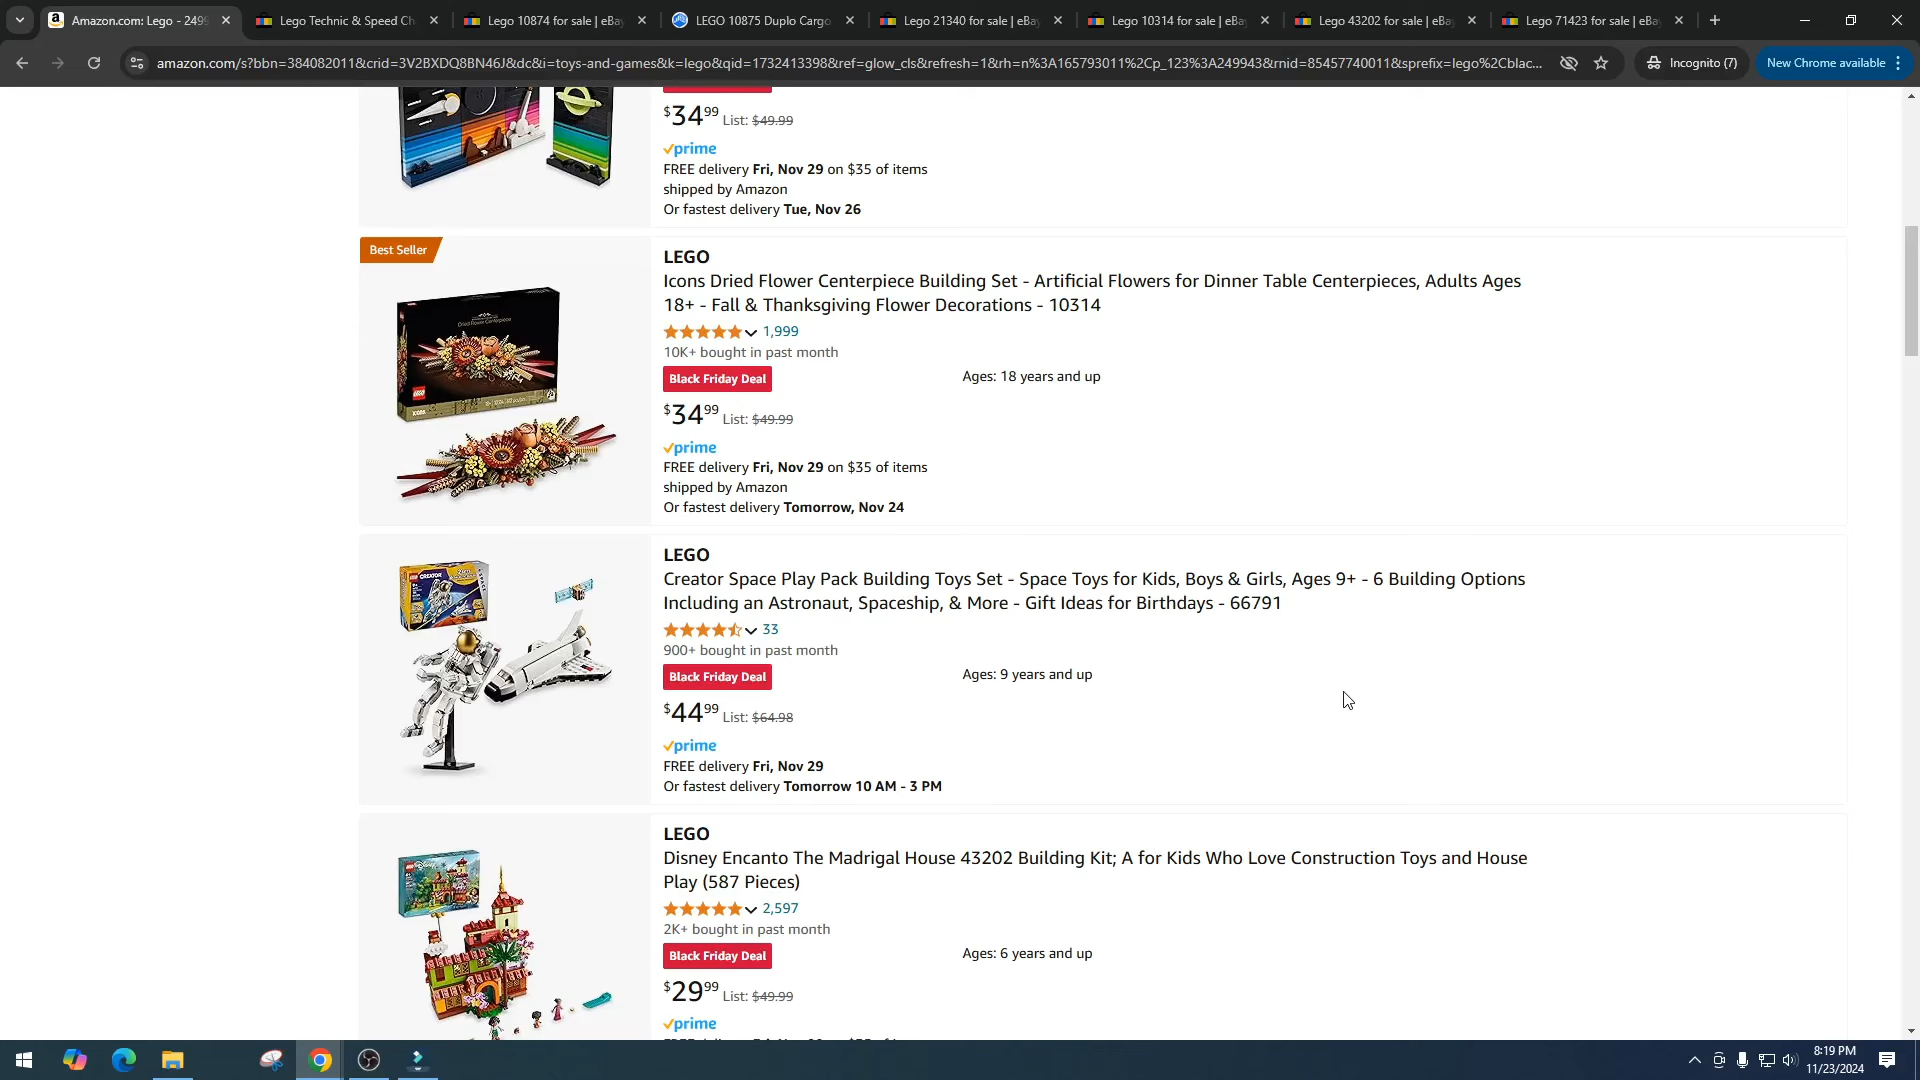 Amazon.com: Lego - 2499
Lego Technic & Speed Ch
Lego 10874 for sale | eBay
LEGO 10875 Duplo Cargo
Lego 21340 for sale | eBay
Lego 10314 for sale | eBay
Lego 43202 for sale | eBay
Lego 71423 for sale | eBay
amazon.com/s?bbn=384082011&crid=3V2BXDQ8BN46J&dc&i=toys-and-games&k=lego&qid=1732413398&ref=glow_cls&refresh=1&rh=n%3A165793011%2Cp_123%3A249943&rnid=85457740011&sprefix=lego%2Cblac...
Incognito (7)
New Chrome available
$34 99 List: $49.99
prime
FREE delivery Fri, Nov 29 on $35 of items
shipped by Amazon
Or fastest delivery Tue, Nov 26
Best Seller
LEGO
Icons Dried Flower Centerpiece Building Set - Artificial Flowers for Dinner Table Centerpieces, Adults Ages
18+ - Fall & Thanksgiving Flower Decorations - 10314
1,999
10K+ bought in past month
Black Friday Deal
Ages: 18 years and up
$34 99 List: $49.99
prime
FREE delivery Fri, Nov 29 on $35 of items
shipped by Amazon
Or fastest delivery Tomorrow, Nov 24
LEGO
Creator Space Play Pack Building Toys Set - Space Toys for Kids, Boys & Girls, Ages 9+ - 6 Building Options
Including an Astronaut, Spaceship, & More - Gift Ideas for Birthdays - 66791
33
900+ bought in past month
Black Friday Deal
Ages: 9 years and up
$44 99 List: $64.98
prime
FREE delivery Fri, Nov 29
Or fastest delivery Tomorrow 10 AM - 3 PM
LEGO
Disney Encanto The Madrigal House 43202 Building Kit; A for Kids Who Love Construction Toys and House
Play (587 Pieces)
2,597
2K+ bought in past month
Black Friday Deal
Ages: 6 years and up
$29 99 List: $49.99
prime
8:19 PM
11/23/2024